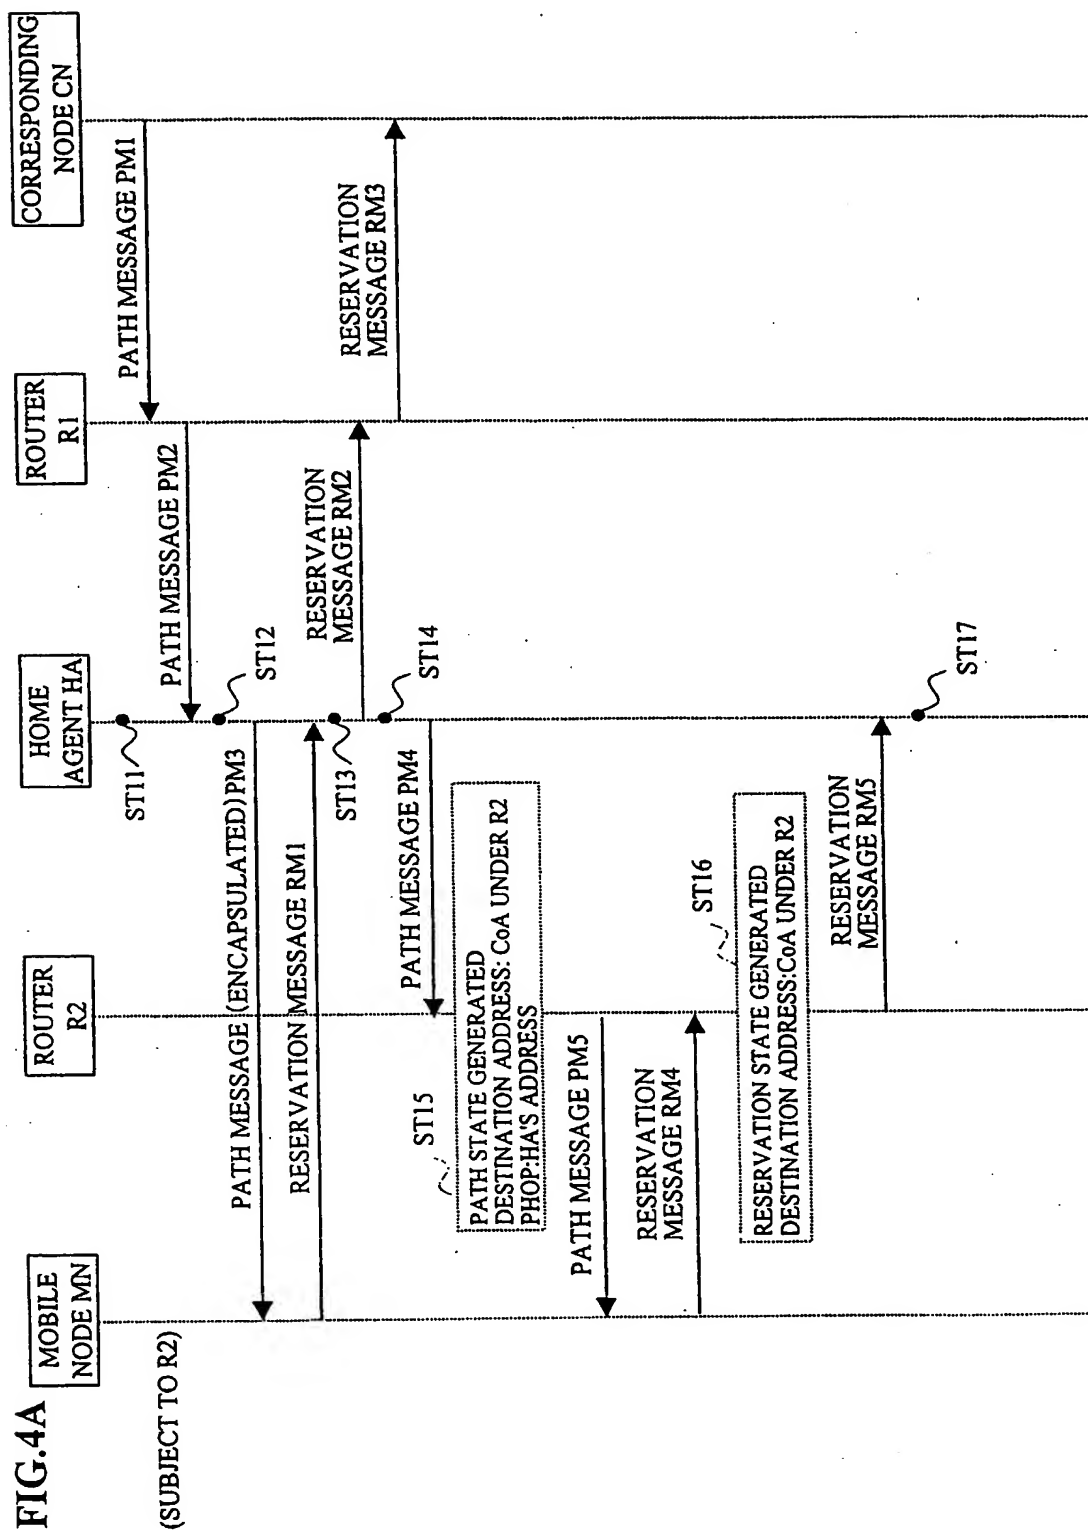 FIG.4A
MOBILE
NODE MN
ROUTER
R2
HOME
AGENT HA
ROUTER
R1
CORRESPONDING
NODE CN
(SUBJECT TO R2)
ST11
PATH MESSAGE PM1
PATH MESSAGE PM2
ST12
PATH MESSAGE (ENCAPSULATED)PM3
RESERVATION MESSAGE RM1
ST13
RESERVATION
MESSAGE RM2
RESERVATION
MESSAGE RM3
ST14
PATH MESSAGE PM4
ST15
PATH STATE GENERATED
DESTINATION ADDRESS: CoA UNDER R2
PHOP:HA'S ADDRESS
PATH MESSAGE PM5
RESERVATION
MESSAGE RM4
ST16
RESERVATION STATE GENERATED
DESTINATION ADDRESS:CoA UNDER R2
RESERVATION
MESSAGE RM5
ST17